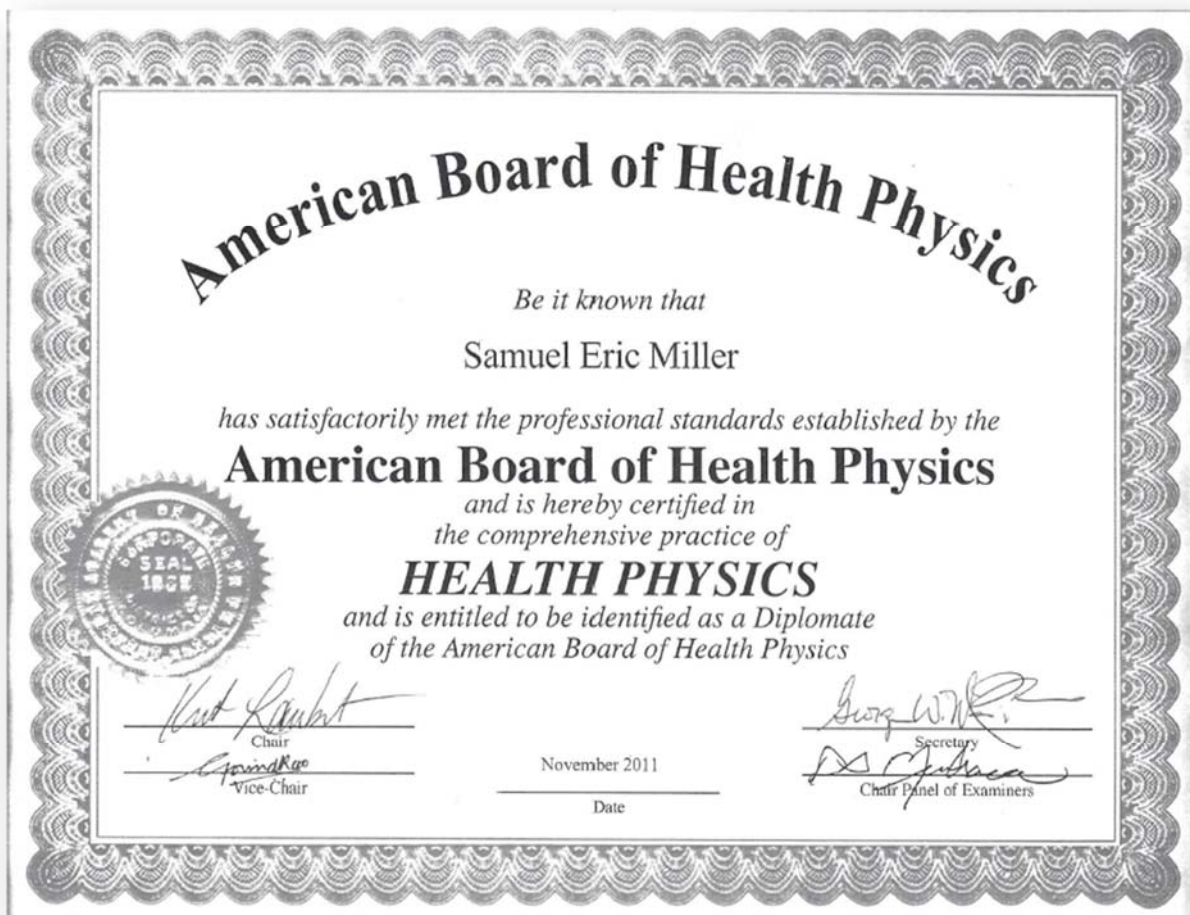 American Board of Health Physics
Be it known that
Samuel Eric Miller
has satisfactorily met the professional standards established by the
American Board of Health Physics
and is hereby certified in
the comprehensive practice of
HEALTH PHYSICS
and is entitled to be identified as a Diplomate
of the American Board of Health Physics
SEAL
Chair
Secretary
Govind Rao
Vice-Chair
November 2011
Chair Panel of Examiners
Date